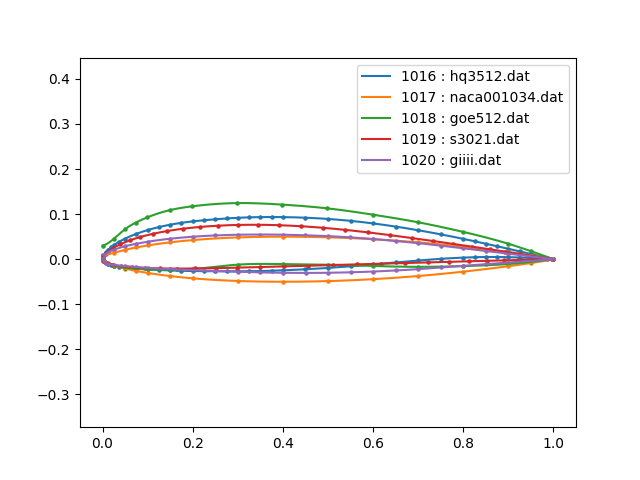 1016 : hq3512.dat
1017 : naca001034.dat
1018 : goe512.dat
1019 : s3021.dat
1020 : giiii.dat
0.4
0.3
0.2
0.1
0.0
−0.1
−0.2
−0.3
0.0 0.2 0.4 0.6 0.8 1.0